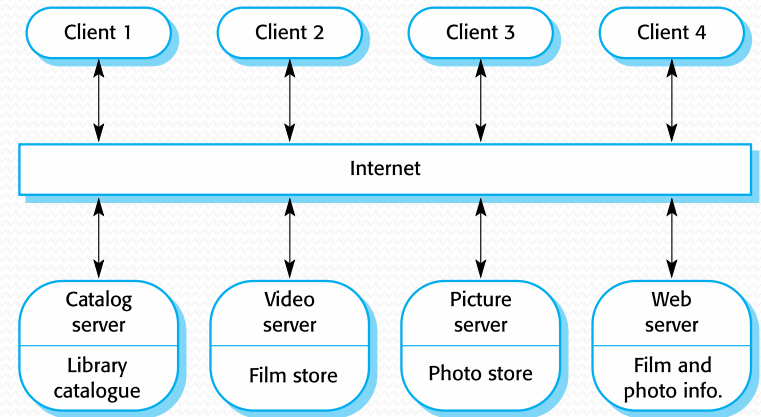 Client 1
Client 2
Client 3
Client 4
Internet
Catalog
server
Library
catalogue
Video
server
Film store
Picture
server
Photo store
Web
server
Film and
photo info.